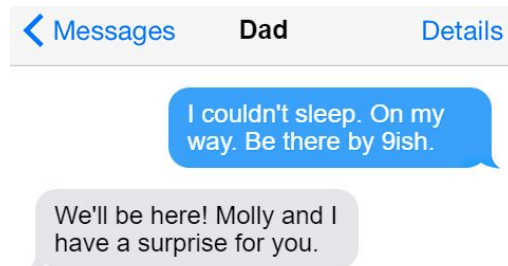 Messages Dad Details
I couldn't sleep. On my
way. Be there by 9ish.
We'll be here! Molly and I
have a surprise for you.